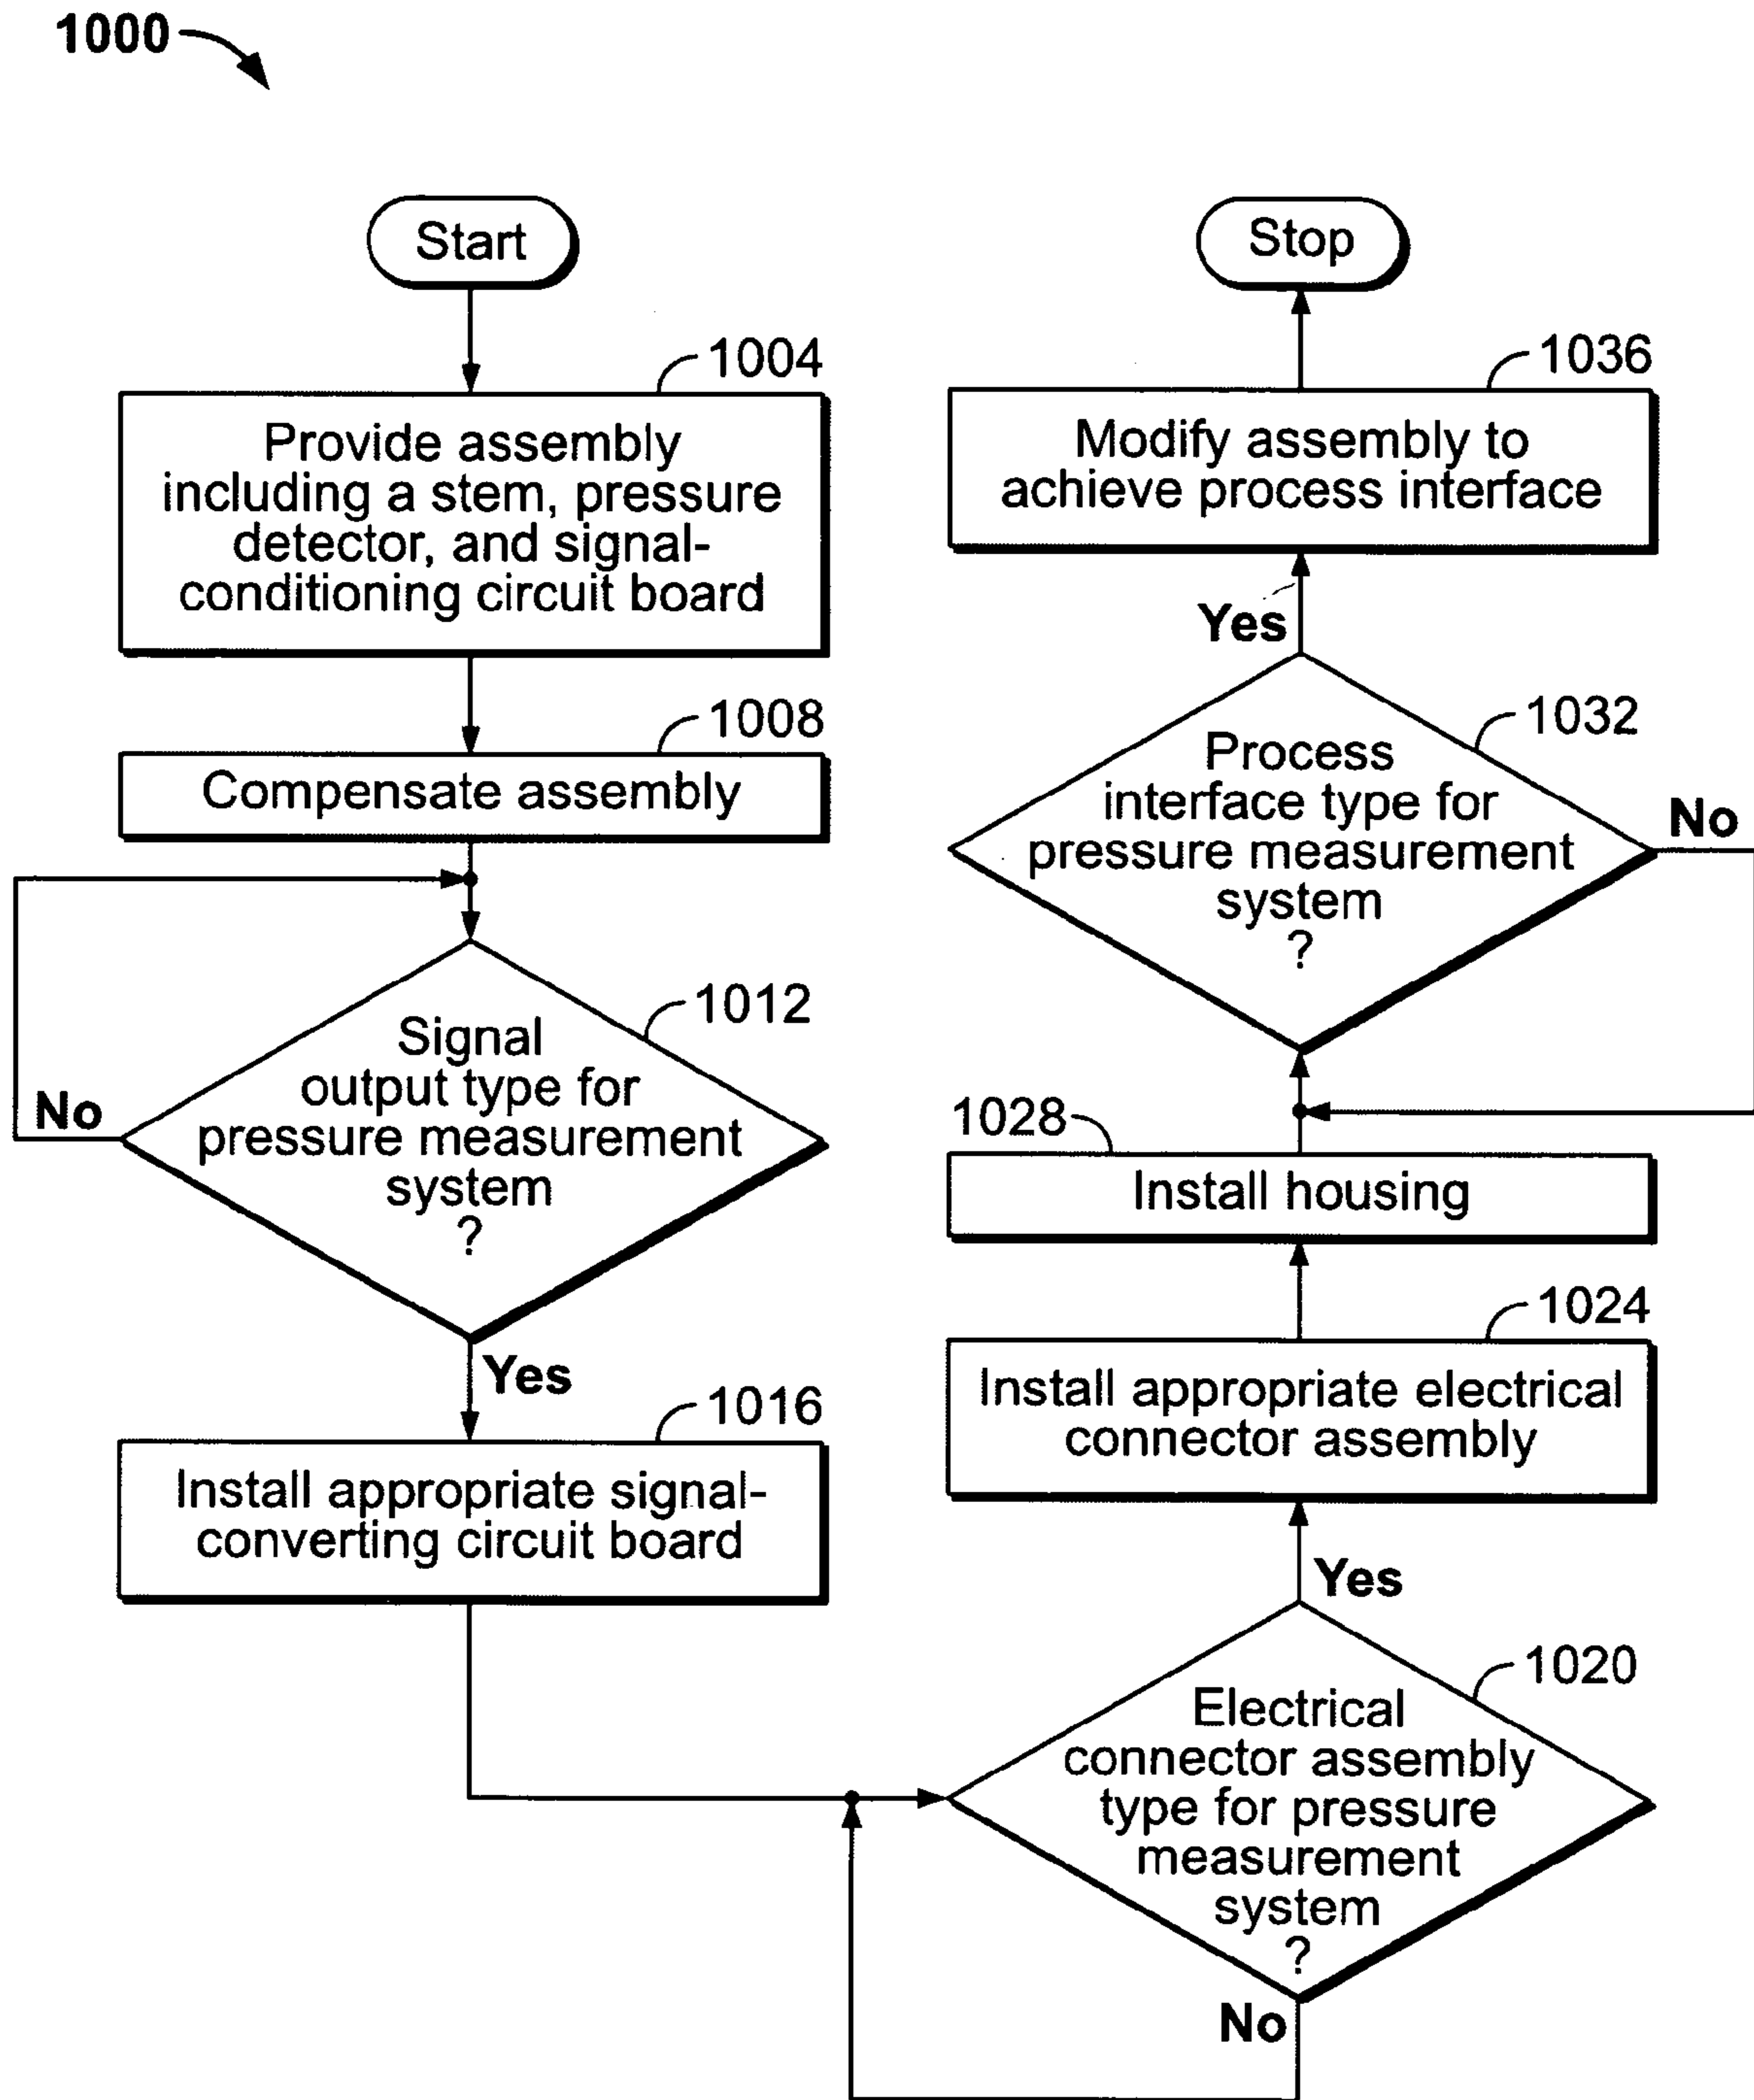 1000
Start
1004
Provide assembly
including a stem, pressure
detector, and signal-
conditioning circuit board
1008
Compensate assembly
1012
Signal
output type for
pressure measurement
system
?
No
Yes
1016
Install appropriate signal-
converting circuit board
1020
Electrical
connector assembly
type for pressure
measurement
system
?
No
Yes
1024
Install appropriate electrical
connector assembly
1028
Install housing
1032
Process
interface type for
pressure measurement
system
?
No
Yes
1036
Modify assembly to
achieve process interface
Stop